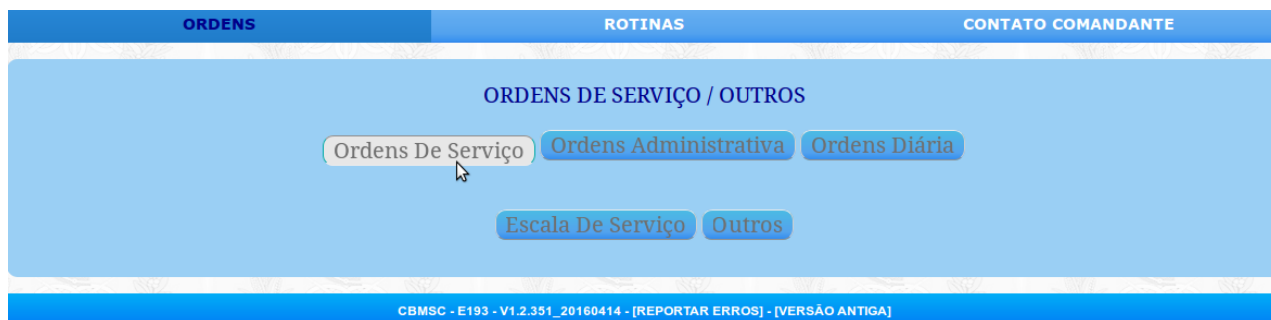 ORDENS ROTINAS CONTATO COMANDANTE
ORDENS DE SERVIÇO / OUTROS
Ordens De Serviço Ordens Administrativa Ordens Diária
Escala De Serviço Outros
CBMSC - E193 - V1.2.351_20160414 - [REPORTAR ERROS] - [VERSÃO ANTIGA]